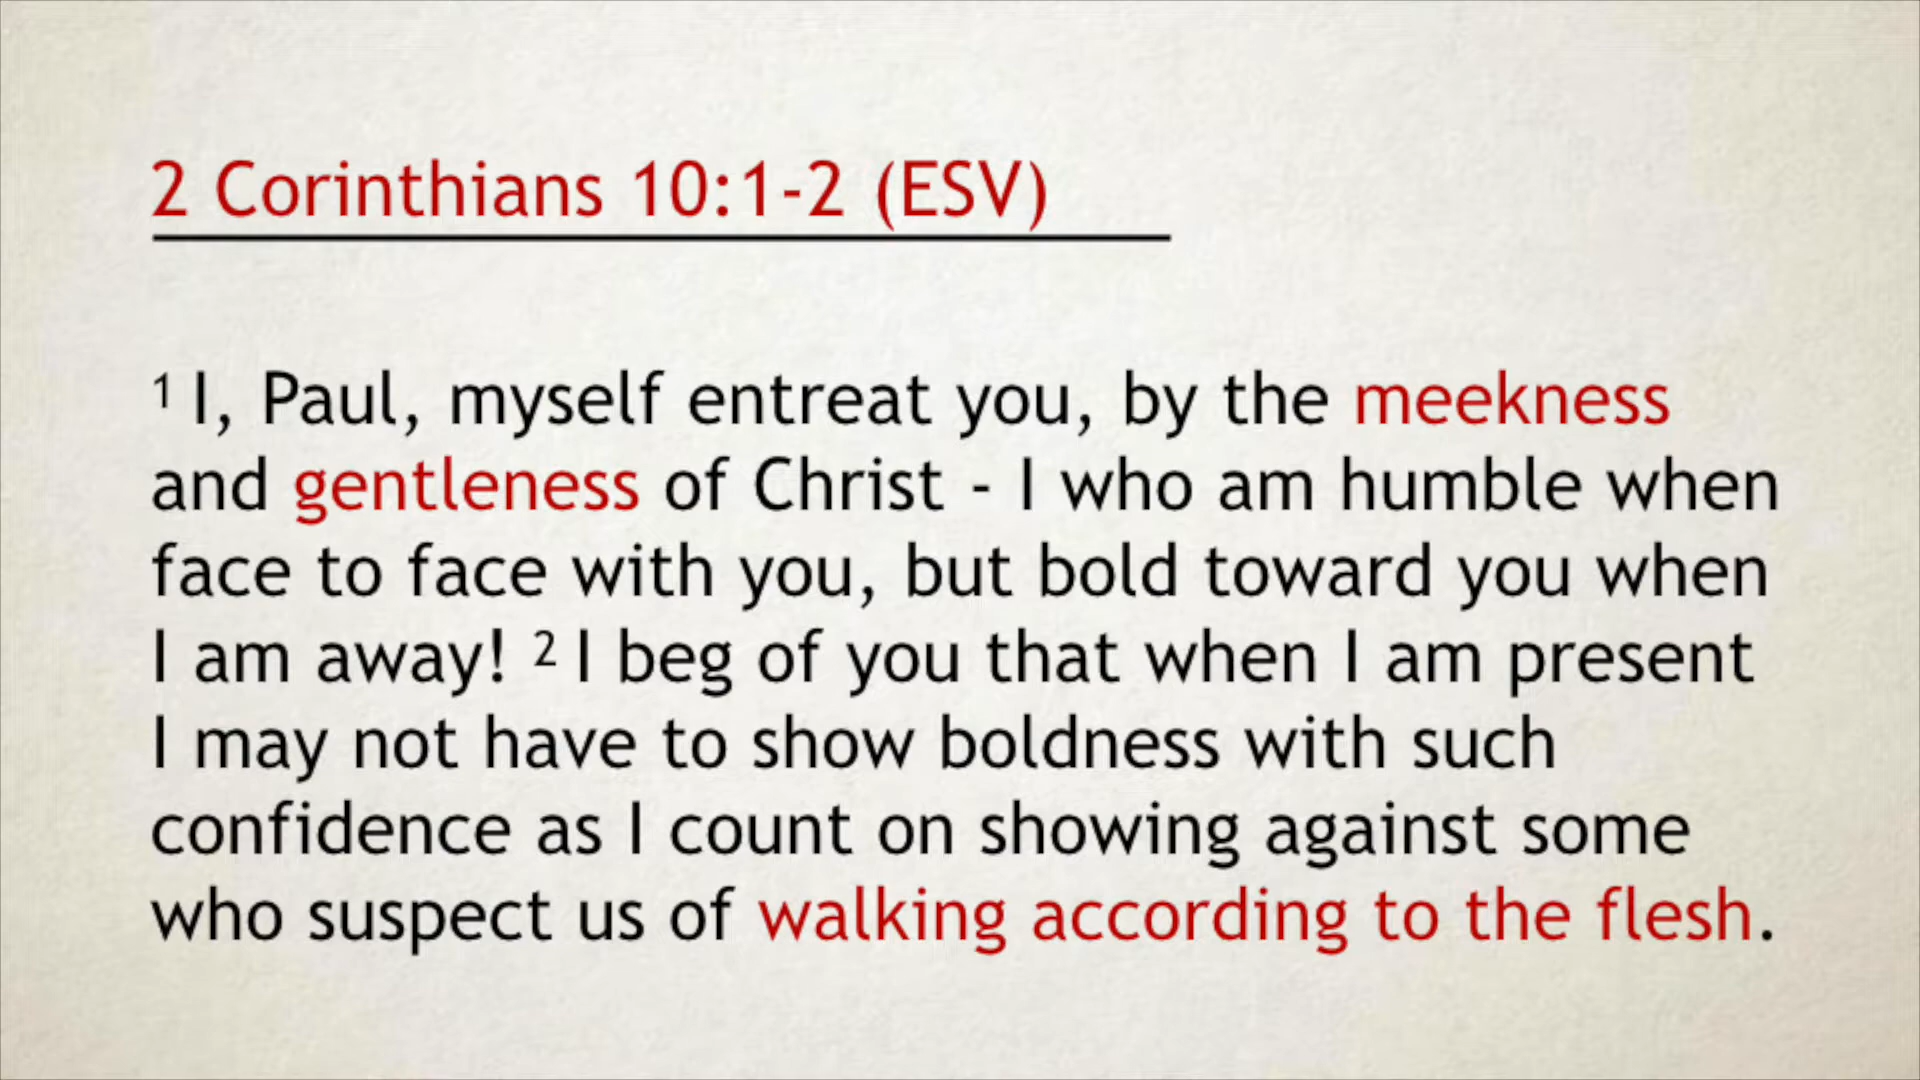 2 Corinthians 10:1-2 (ESV)
1 I, Paul, myself entreat you, by the meekness
and gentleness of Christ - I who am humble when
face to face with you, but bold toward you when
I am away! 2 I beg of you that when I am present
I may not have to show boldness with such
confidence as I count on showing against some
who suspect us of walking according to the flesh.